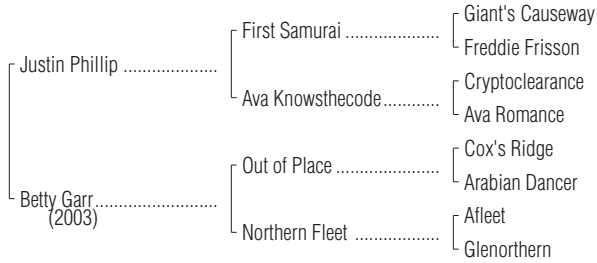 Giant's Causeway
First Samurai ....................
Freddie Frisson
Justin Phillip ....................
Cryptoclearance
Ava Knowsthecode............
Ava Romance
Cox's Ridge
Out of Place ......................
Arabian Dancer
Betty Garr..........................
(2003)
Afleet
Northern Fleet ..................
Glenorthern